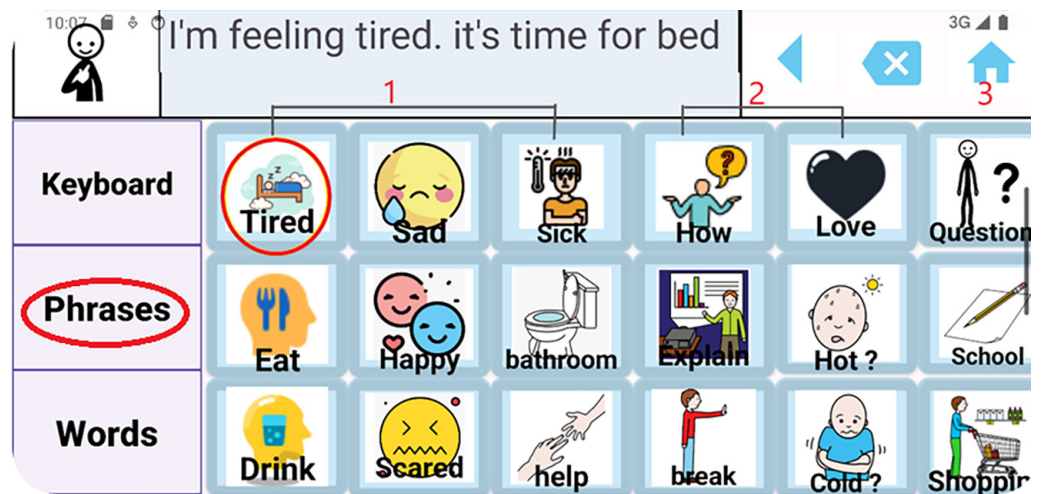 10:07
3G
I'm feeling tired. it's time for bed
1
2
3
Keyboard
Tired
Sad
Sick
How
Love
Question
Phrases
Eat
Happy
bathroom
Explain
Hot ?
School
Words
Drink
Scared
help
break
Cold ?
Shoppin